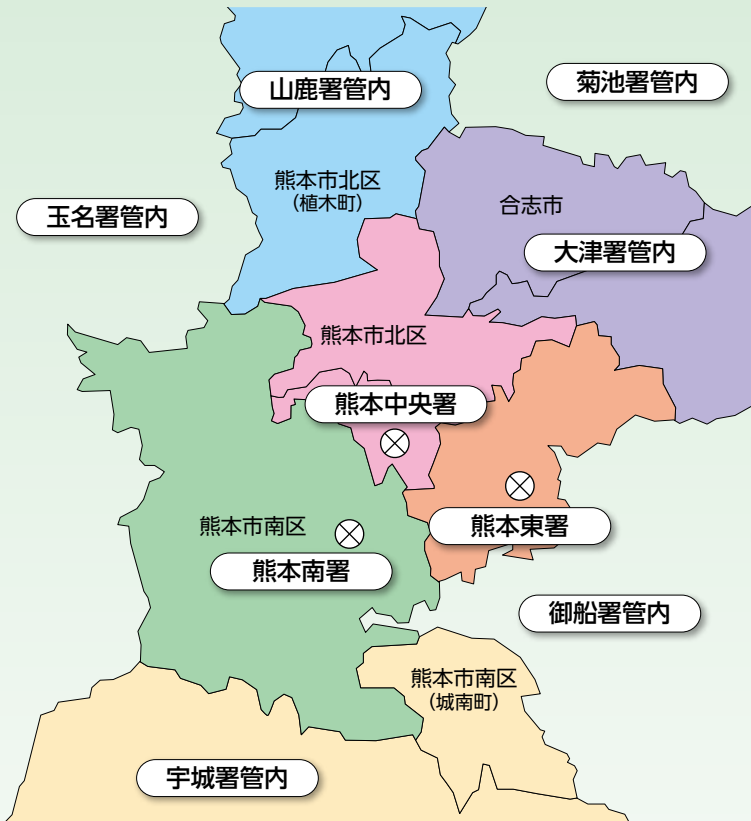 山鹿署管内
菊池署管内
熊本市北区
(植木町)
玉名署管内
合志市
大津署管内
熊本市北区
熊本中央署
熊本市南区
熊本東署
熊本南署
御船署管内
熊本市南区
(城南町)
宇城署管内